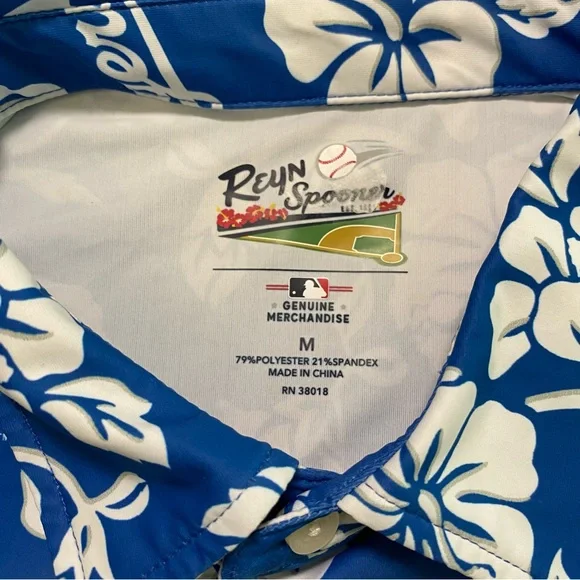 REYN
Spooner
GENUINE
MERCHANDISE
M
79%POLYESTER 21%SPANDEX
MADE IN CHINA
RN 38018